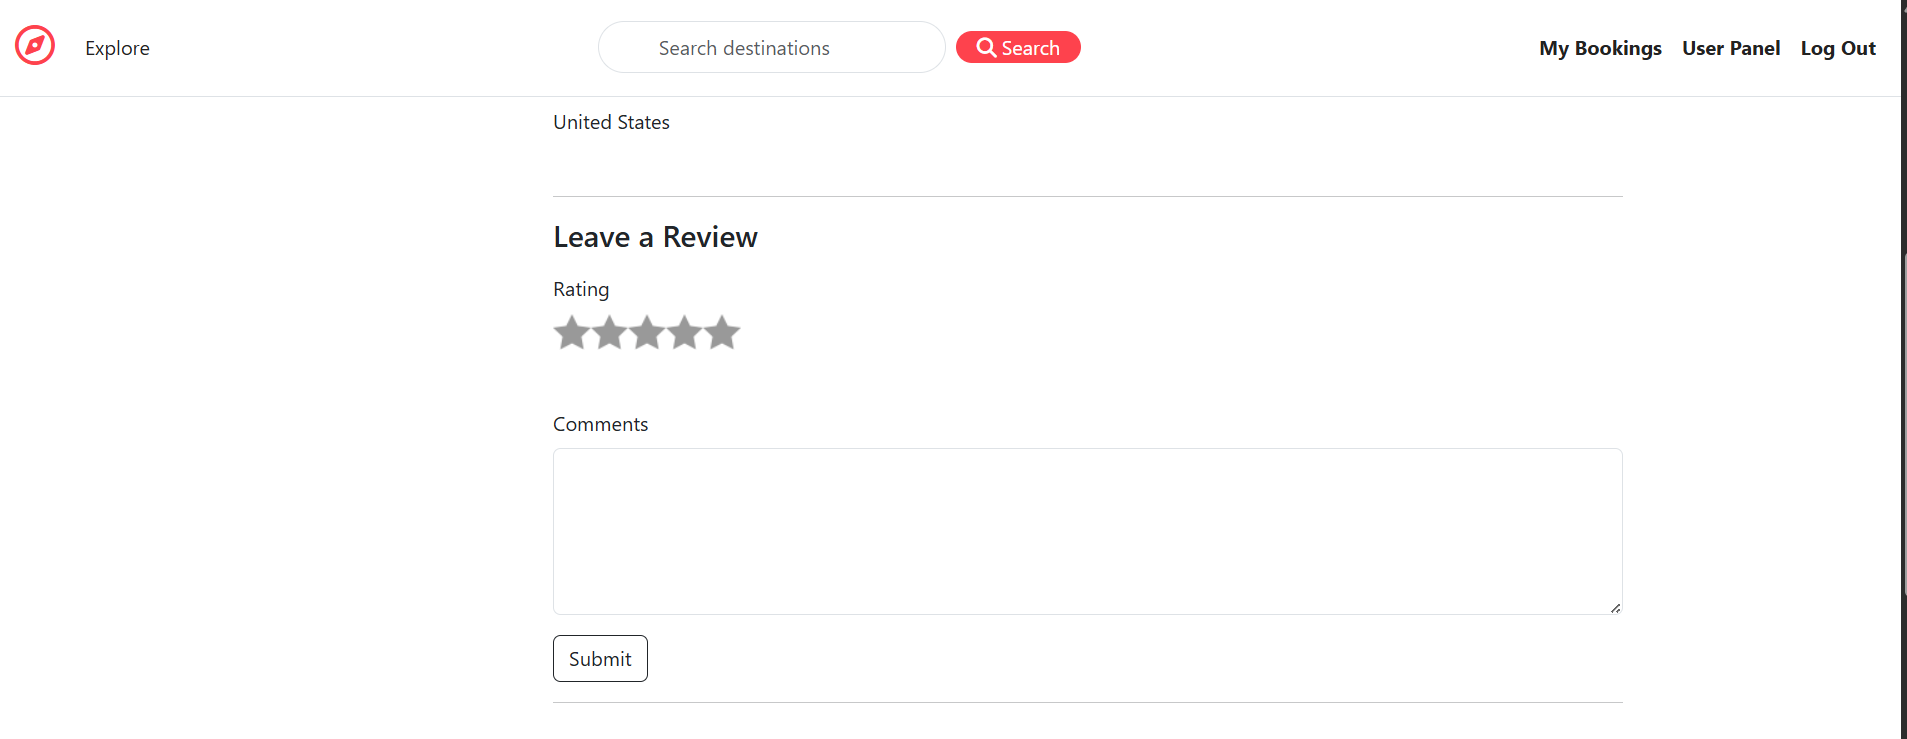 Explore
Search destinations
Search
My Bookings
User Panel
Log Out
United States
Leave a Review
Rating
Comments
Submit